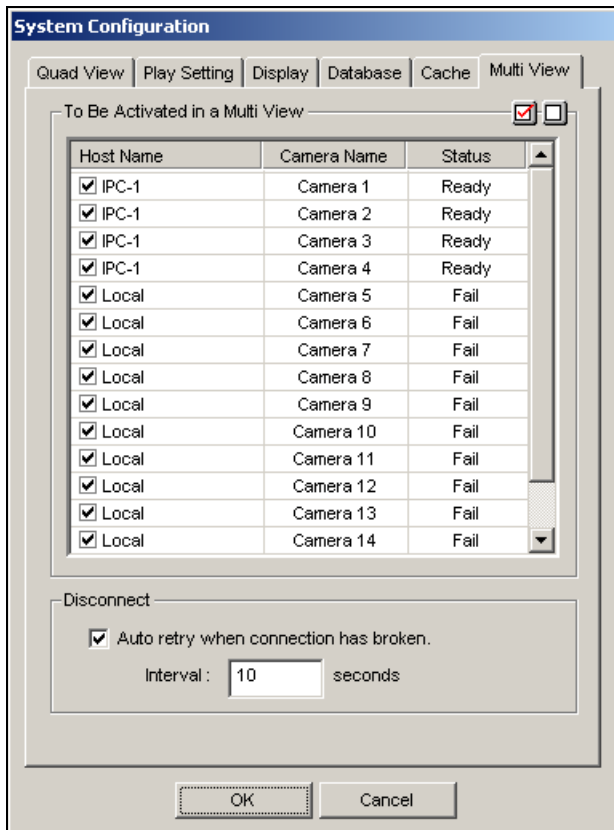 System Configuration
Quad View Play Setting Display Database Cache Multi View
To Be Activated in a Multi View
Host Name Camera Name Status
IPC-1 Camera 1 Ready
IPC-1 Camera 2 Ready
IPC-1 Camera 3 Ready
IPC-1 Camera 4 Ready
Local Camera 5 Fail
Local Camera 6 Fail
Local Camera 7 Fail
Local Camera 8 Fail
Local Camera 9 Fail
Local Camera 10 Fail
Local Camera 11 Fail
Local Camera 12 Fail
Local Camera 13 Fail
Local Camera 14 Fail
Disconnect
Auto retry when connection has broken.
Interval : 10 seconds
OK Cancel